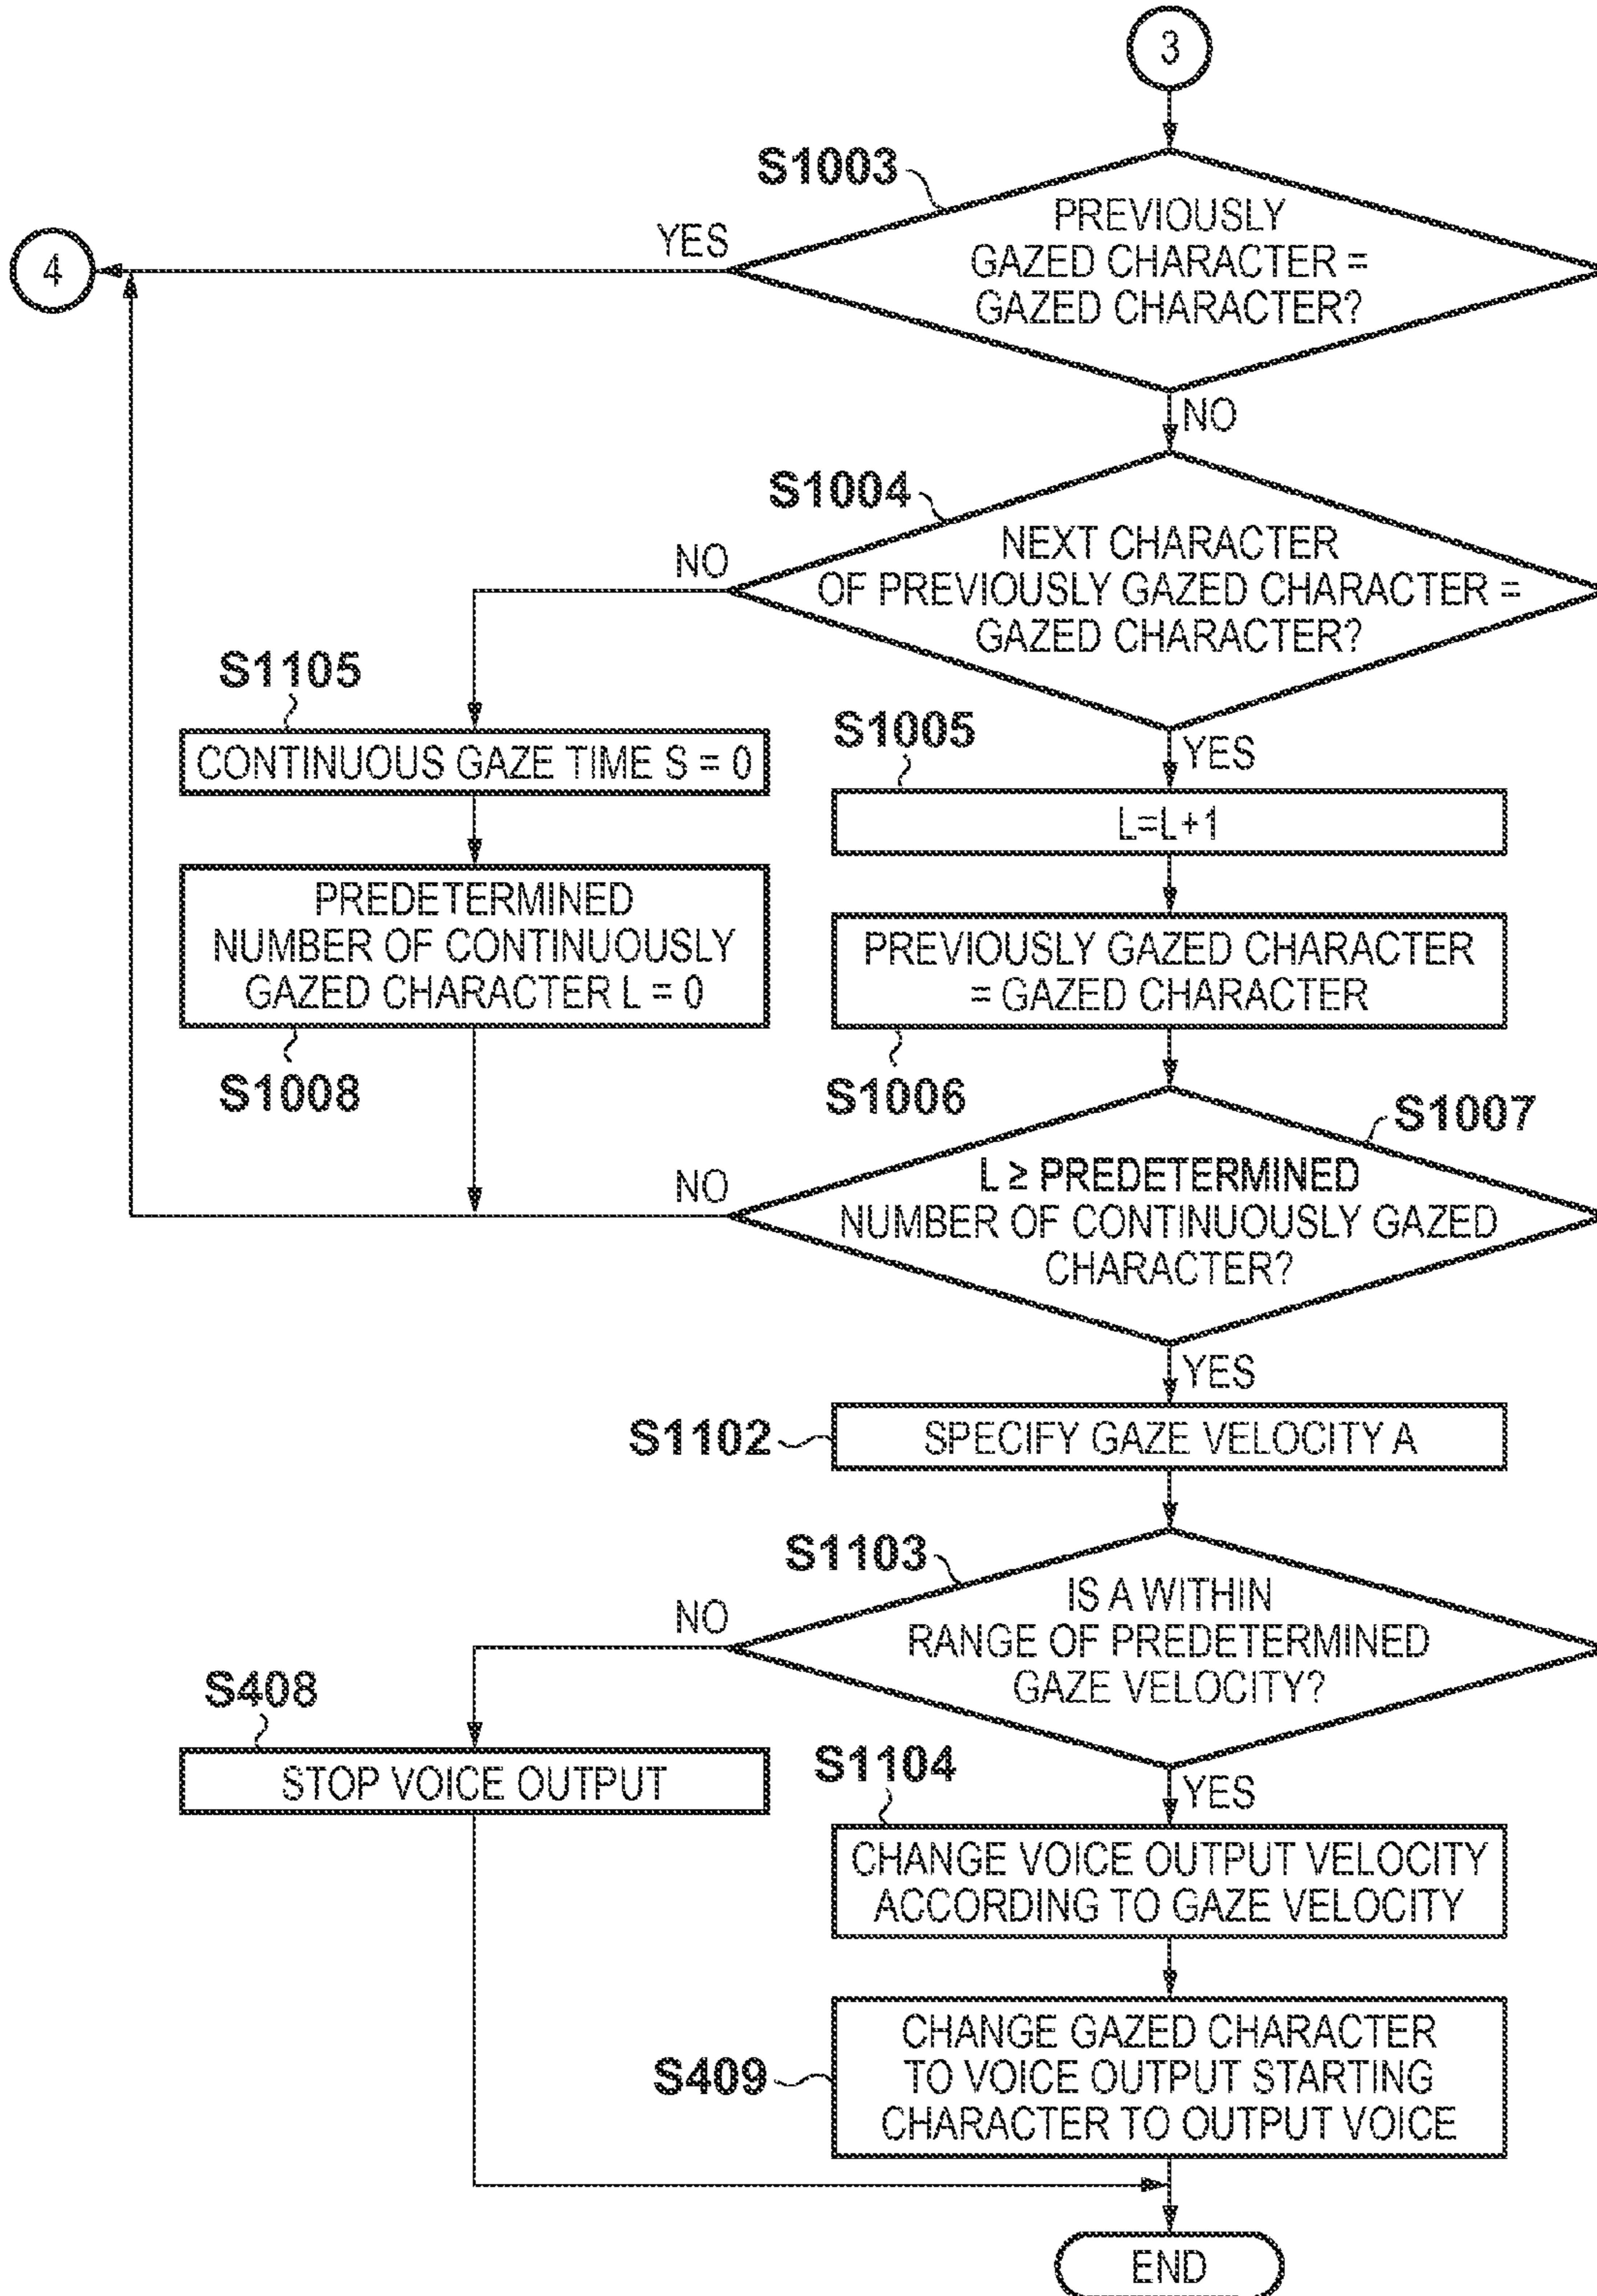 3
S1003
PREVIOUSLY
GAZED CHARACTER =
GAZED CHARACTER?
YES
4
NO
S1004
NEXT CHARACTER
OF PREVIOUSLY GAZED CHARACTER =
GAZED CHARACTER?
NO
YES
S1105
CONTINUOUS GAZE TIME S = 0
S1005
L=L+1
PREDETERMINED
NUMBER OF CONTINUOUSLY
GAZED CHARACTER L = 0
S1008
PREVIOUSLY GAZED CHARACTER
= GAZED CHARACTER
S1006
S1007
L ≥ PREDETERMINED
NUMBER OF CONTINUOUSLY GAZED
CHARACTER?
NO
YES
S1102
SPECIFY GAZE VELOCITY A
S1103
IS A WITHIN
RANGE OF PREDETERMINED
GAZE VELOCITY?
NO
YES
S408
STOP VOICE OUTPUT
S1104
CHANGE VOICE OUTPUT VELOCITY
ACCORDING TO GAZE VELOCITY
S409
CHANGE GAZED CHARACTER
TO VOICE OUTPUT STARTING
CHARACTER TO OUTPUT VOICE
END